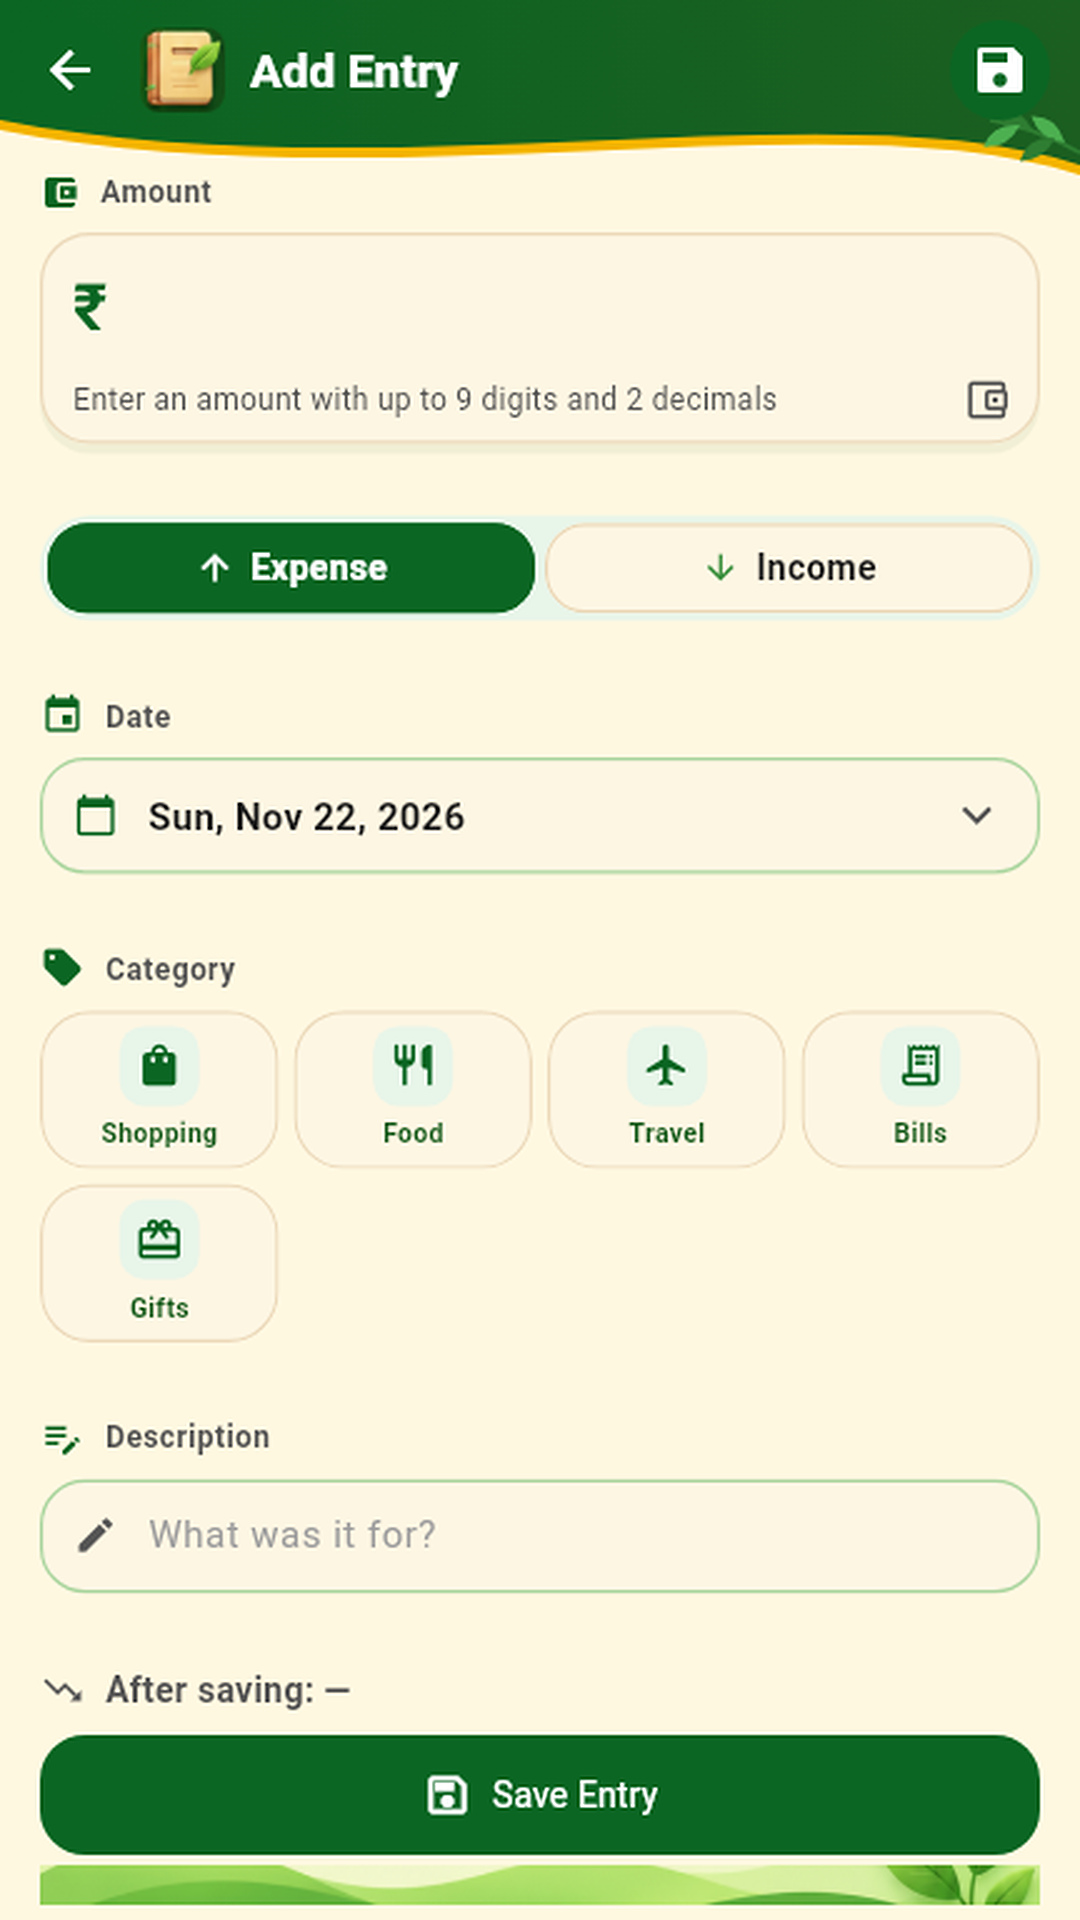 Add Entry
Amount
₹
Enter an amount with up to 9 digits and 2 decimals
Expense
Income
Date
Sun, Nov 22, 2026
Category
Shopping
Food
Travel
Bills
Gifts
Description
What was it for?
After saving: –
Save Entry